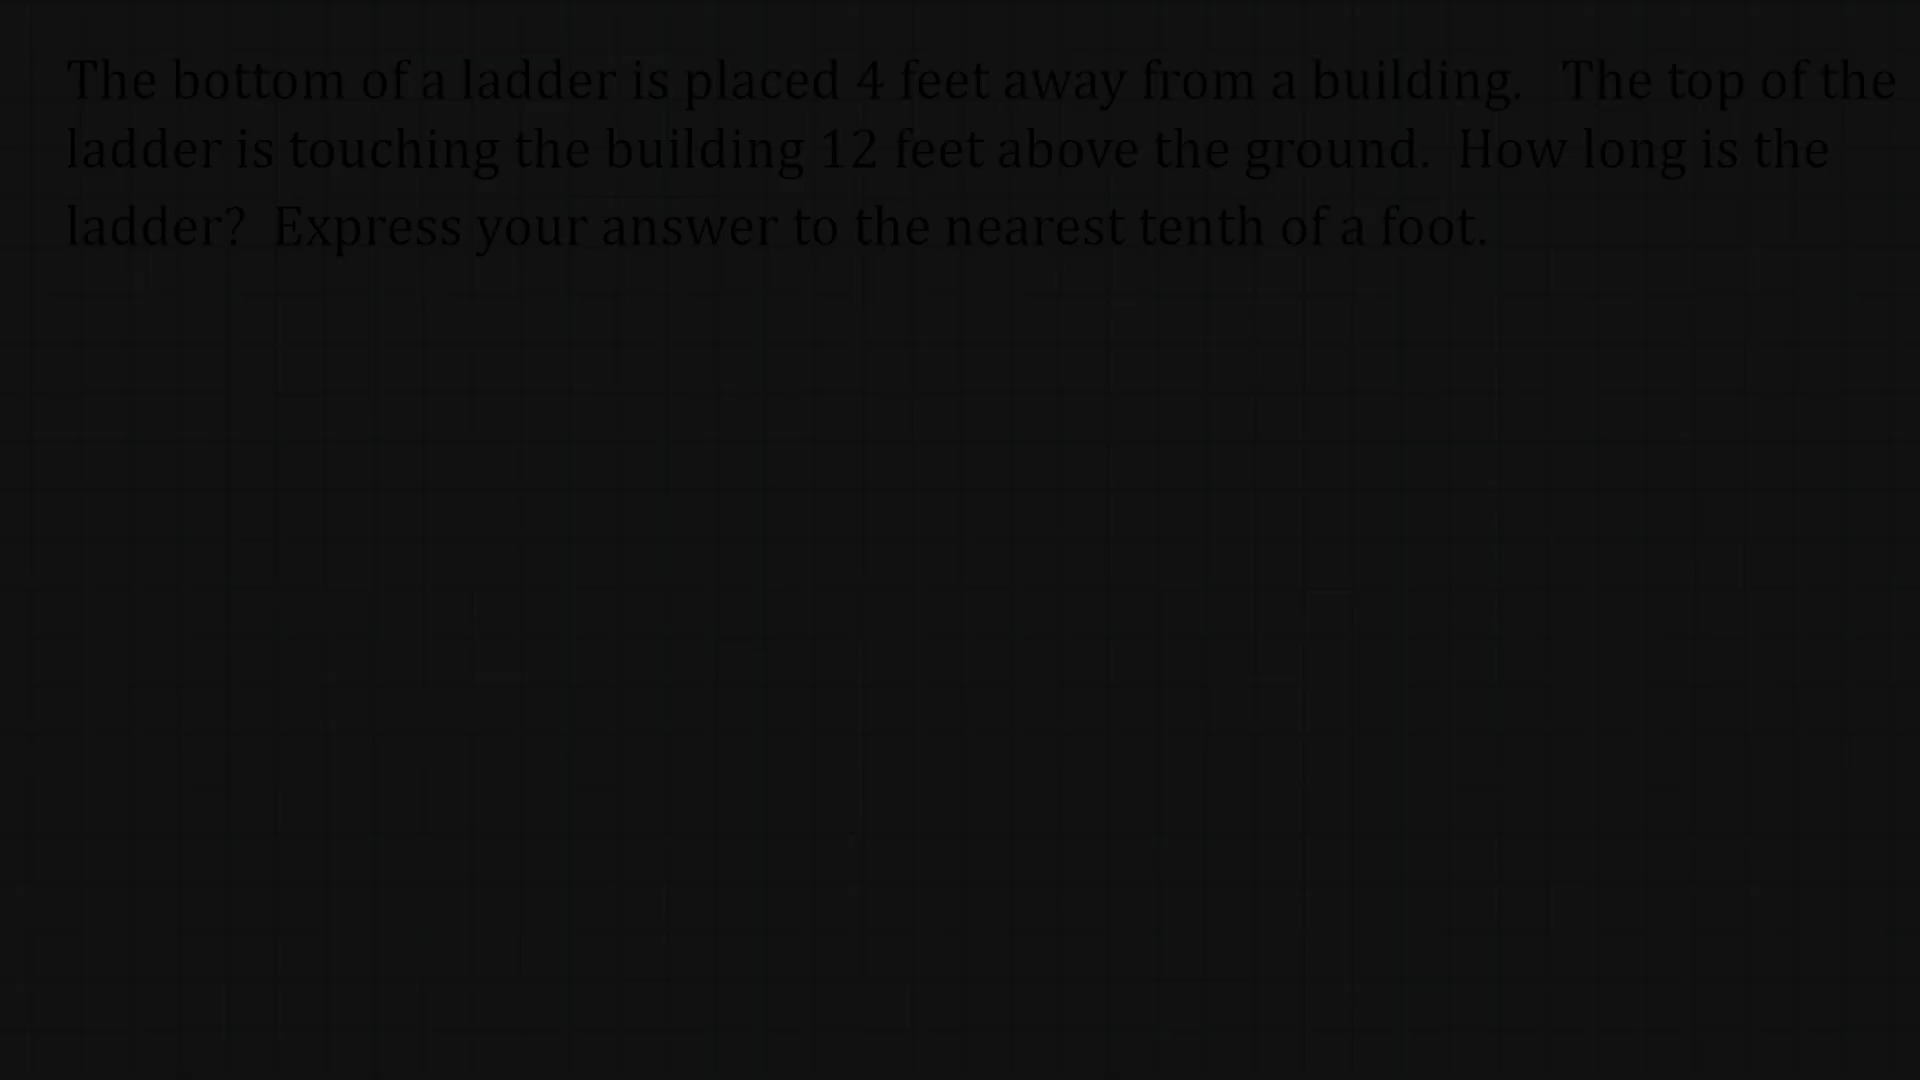 The bottom of a ladder is placed 4 feet away from a building. The top of the
ladder is touching the building 12 feet above the ground. How long is the
ladder? Express your answer to the nearest tenth of a foot.